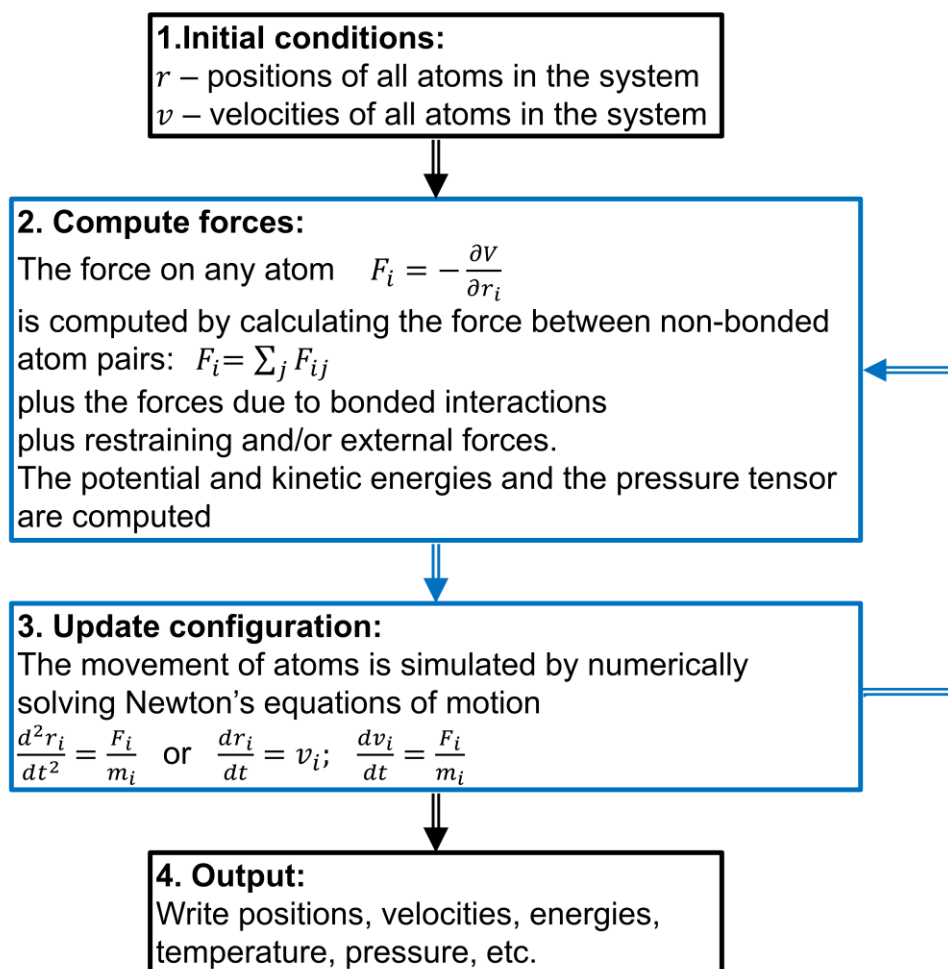 1.Initial conditions:
r – positions of all atoms in the system
v – velocities of all atoms in the system
2. Compute forces:
The force on any atom F_i = −∂V/∂r_i
is computed by calculating the force between non-bonded
atom pairs: F_i= ∑_j F_ij
plus the forces due to bonded interactions
plus restraining and/or external forces.
The potential and kinetic energies and the pressure tensor
are computed
3. Update configuration:
The movement of atoms is simulated by numerically
solving Newton’s equations of motion
d²r_i/dt² = F_i/m_i or dr_i/dt = v_i; dv_i/dt = F_i/m_i
4. Output:
Write positions, velocities, energies,
temperature, pressure, etc.